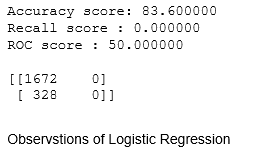 Accuracy score: 83.600000
Recall score : 0.000000
ROC score : 50.000000
[[1672 0]
[ 328 0]]
Observstions of Logistic Regression